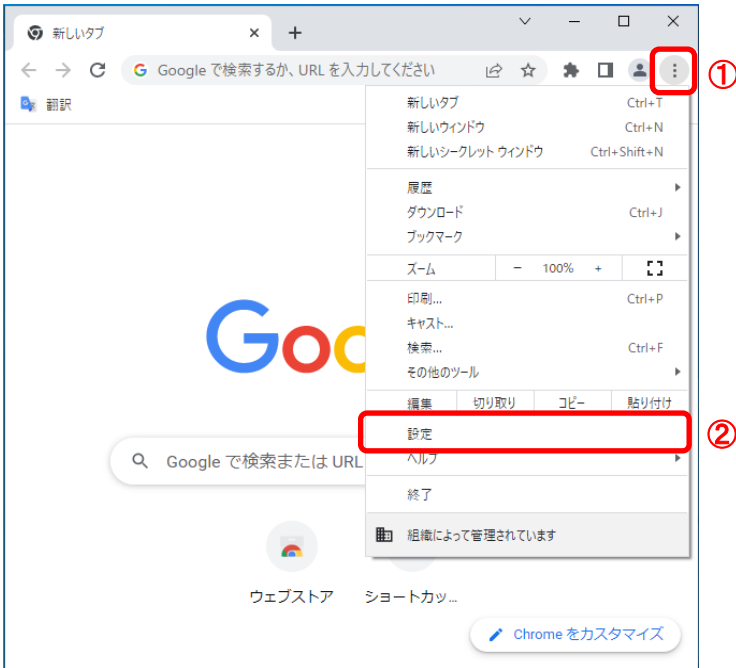 新しいタブ
Google で検索するか、URL を入力してください
①
翻訳
新しいタブ Ctrl+T
新しいウィンドウ Ctrl+N
新しいシークレット ウィンドウ Ctrl+Shift+N
履歴
ダウンロード Ctrl+J
ブックマーク
ズーム － 100% +
印刷... Ctrl+P
キャスト...
検索... Ctrl+F
その他のツール
編集 切り取り コピー 貼り付け
設定
②
ヘルプ
終了
組織によって管理されています
Goo
Google で検索または URL
ウェブストア ショートカッ...
Chrome をカスタマイズ